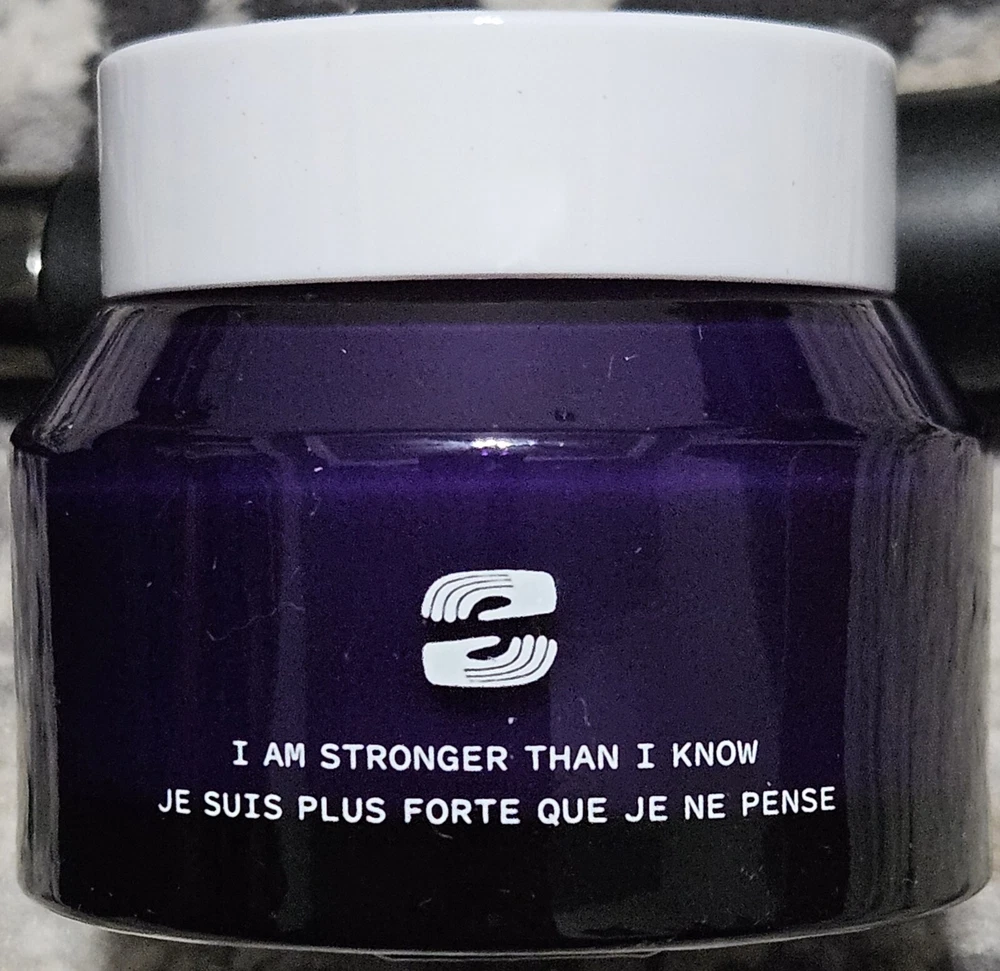 I AM STRONGER THAN I KNOW
JE SUIS PLUS FORTE QUE JE NE PENSE